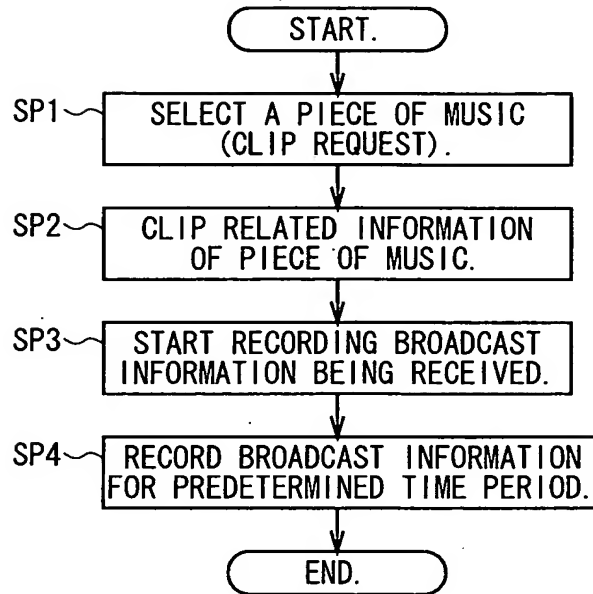 START.
SP1
SELECT A PIECE OF MUSIC
(CLIP REQUEST).
SP2
CLIP RELATED INFORMATION
OF PIECE OF MUSIC.
SP3
START RECORDING BROADCAST
INFORMATION BEING RECEIVED.
SP4
RECORD BROADCAST INFORMATION
FOR PREDETERMINED TIME PERIOD.
END.